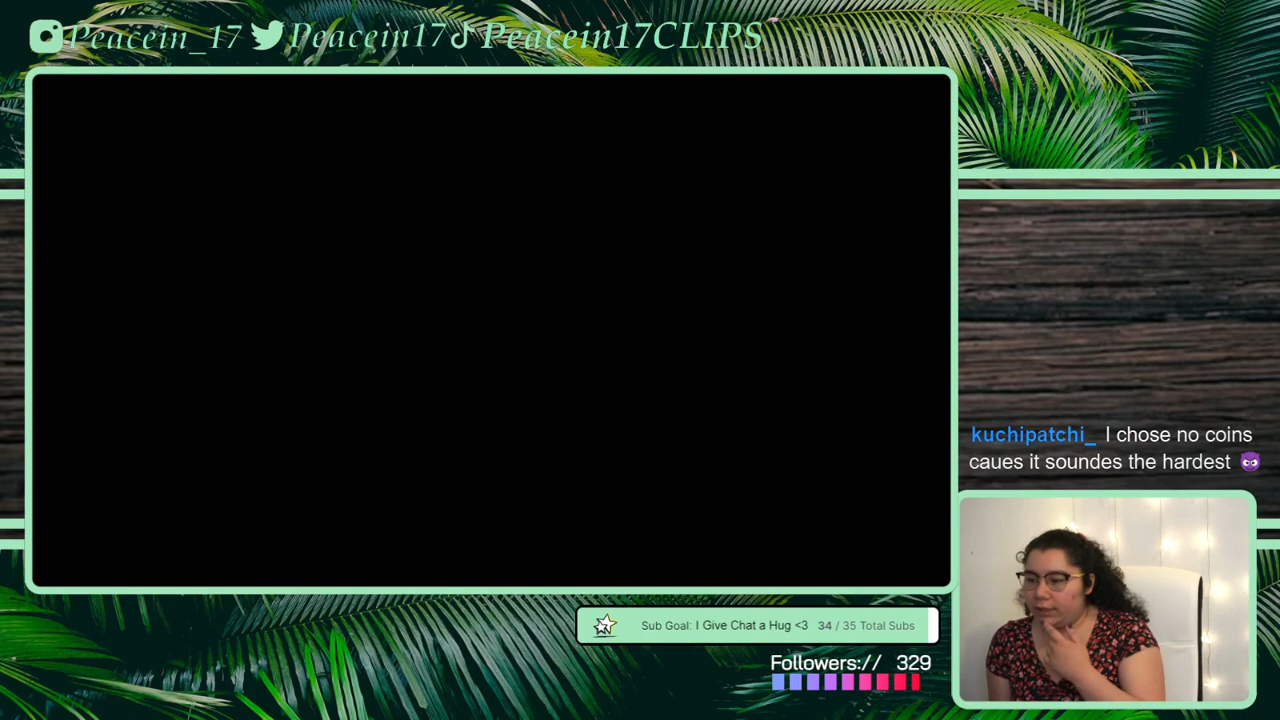 Peacein_17 Peacein17 Peacein17CLIPS
kuchipatchi_ I chose no coins
caues it soundes the hardest
Sub Goal: I Give Chat a Hug <3 34 / 35 Total Subs
Followers:// 329